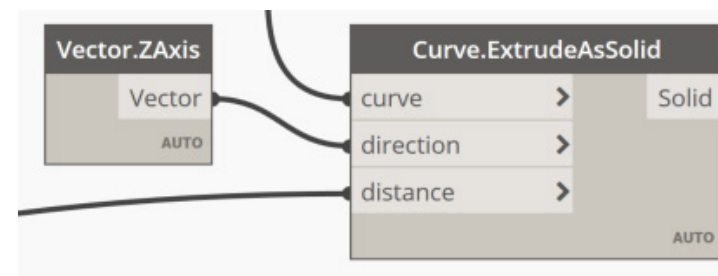 Vector.ZAxis
Vector
AUTO
Curve.ExtrudeAsSolid
curve >
Solid
direction >
distance >
AUTO